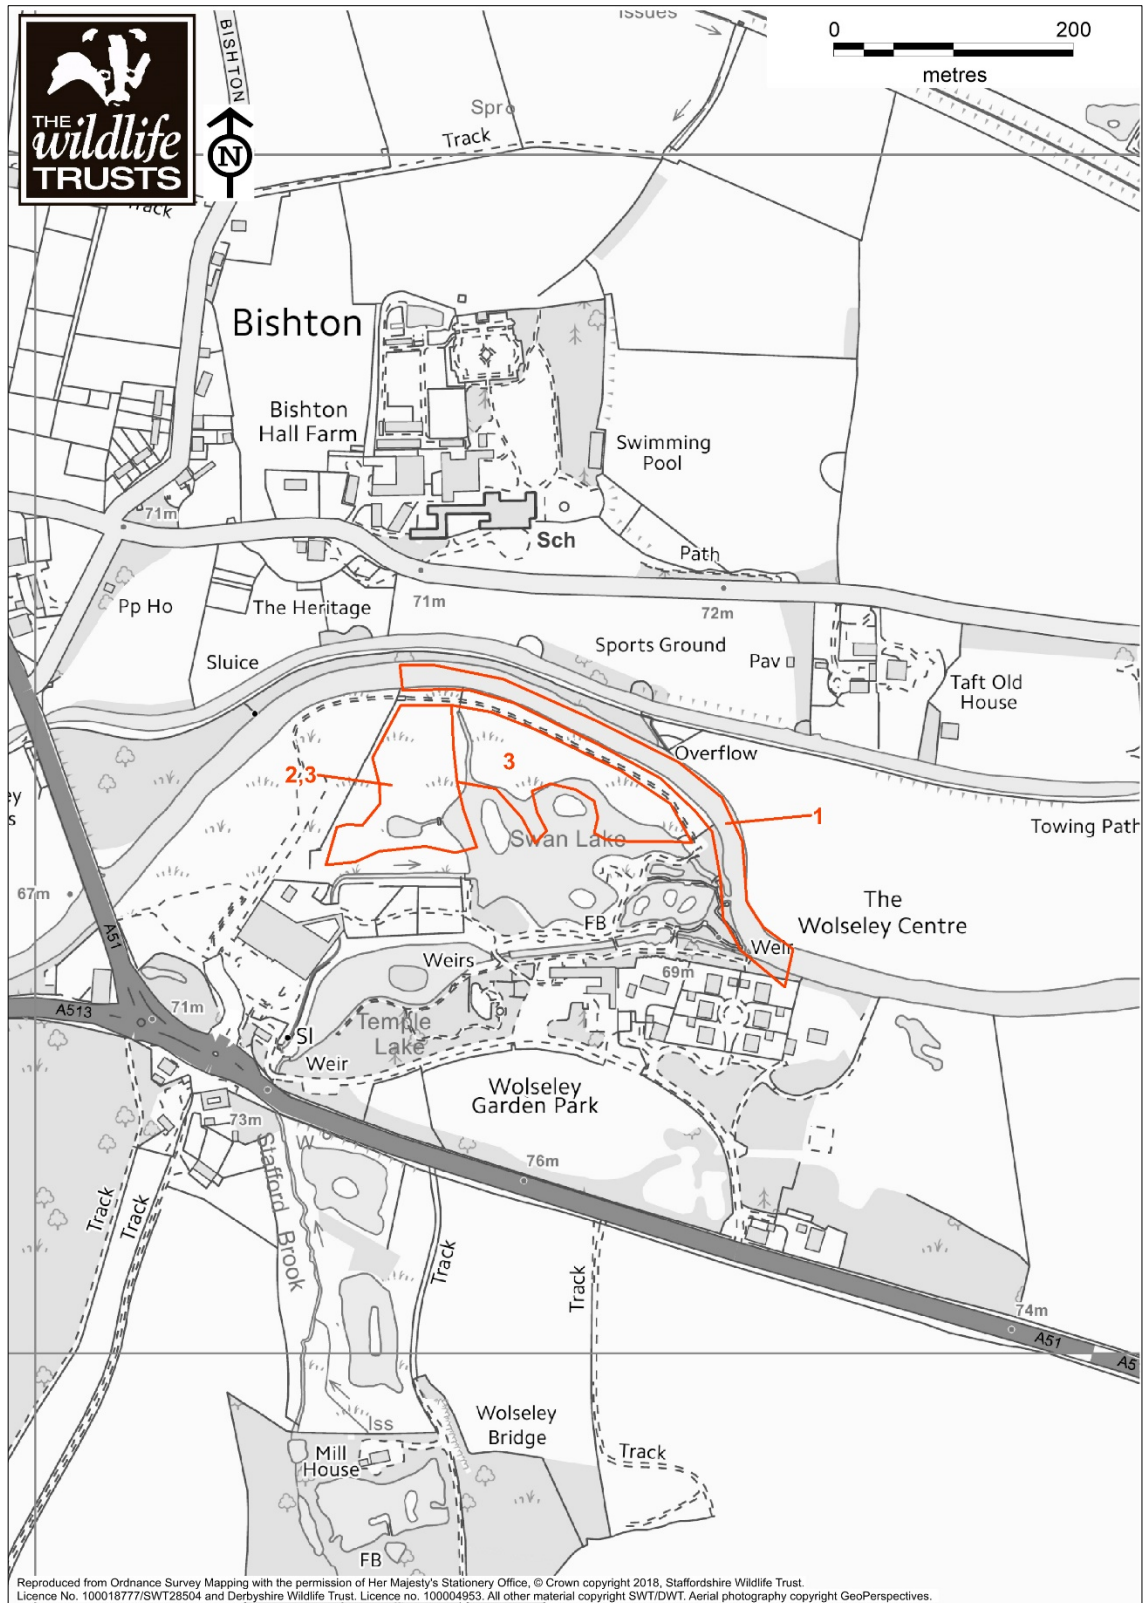 Issues
0 200
metres
BISHTON
THE
wildlife
TRUSTS
N
Spro
Track
Track
Bishton
Bishton
Hall Farm
Swimming
Pool
71m
Sch
Path
Pp Ho
The Heritage
71m
72m
Sluice
Sports Ground
Pav
Taft Old
House
Overflow
2,3
3
1
Towing Path
Swan Lake
67m
The
Wolseley Centre
A51
FB
Weir
Weirs
69m
A513
71m
Temple
Lake
SI
Weir
Wolseley
Garden Park
73m
W
Stafford Brook
76m
Track
Track
Track
Track
74m
A51
A5
Iss
Wolseley
Bridge
Mill
House
Track
FB
Reproduced from Ordnance Survey Mapping with the permission of Her Majesty's Stationery Office, © Crown copyright 2018, Staffordshire Wildlife Trust.
Licence No. 100018777/SWT28504 and Derbyshire Wildlife Trust. Licence no. 100004953. All other material copyright SWT/DWT. Aerial photography copyright GeoPerspectives.